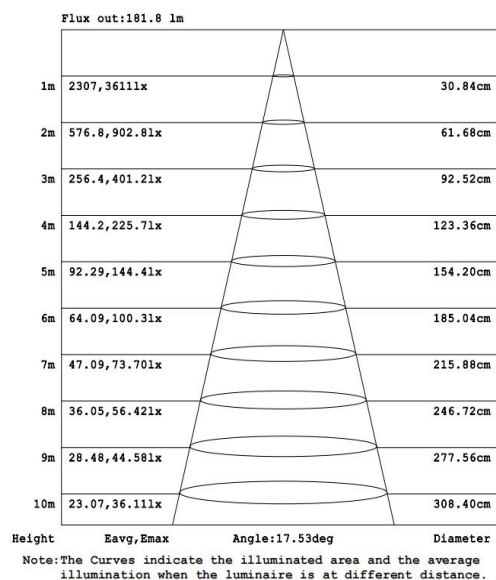 Flux out:181.8 lm
1m 2307,3611lx 30.84cm
2m 576.8,902.8lx 61.68cm
3m 256.4,401.2lx 92.52cm
4m 144.2,225.7lx 123.36cm
5m 92.29,144.4lx 154.20cm
6m 64.09,100.3lx 185.04cm
7m 47.09,73.70lx 215.88cm
8m 36.05,56.42lx 246.72cm
9m 28.48,44.58lx 277.56cm
10m 23.07,36.11lx 308.40cm
Height Eavg,Emax Angle:17.53deg Diameter
Note:The Curves indicate the illuminated area and the average
illumination when the luminaire is at different distance.